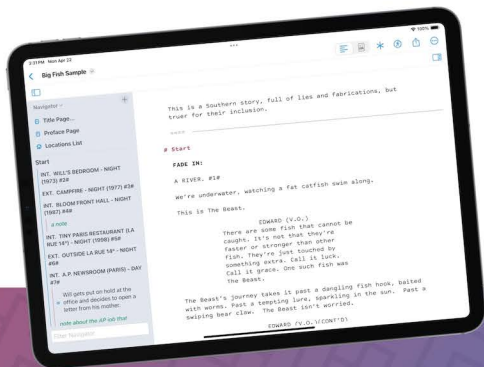 2:31 PM Mon Apr 22
100%
Big Fish Sample
Navigator
Title Page...
Preface Page
Locations List
Start
INT. WILL'S BEDROOM - NIGHT
(1973) #2#
EXT. CAMPFIRE - NIGHT (1977) #3#
INT. BLOOM FRONT HALL - NIGHT
(1987) #4#
a note
INT. TINY PARIS RESTAURANT (LA
RUE 14°) - NIGHT (1998) #5#
EXT. OUTSIDE LA RUE 14° - NIGHT
#6#
INT. A.P. NEWSROOM (PARIS) - DAY
#7#
Will gets put on hold at the
office and decides to open a
letter from his mother.
note about the AP job that
Filter Navigator
This is a Southern story, full of lies and fabrications, but
truer for their inclusion.
====
# Start
FADE IN:
A RIVER. #1#
We're underwater, watching a fat catfish swim along.
This is The Beast.
EDWARD (V.O.)
There are some fish that cannot be
caught. It's not that they're
faster or stronger than other
fish. They're just touched by
something extra. Call it luck.
Call it grace. One such fish was
The Beast.
The Beast's journey takes it past a dangling fish hook, baited
with worms. Past a tempting lure, sparkling in the sun. Past a
swiping bear claw. The Beast isn't worried.
EDWARD (V.O.)(CONT'D)